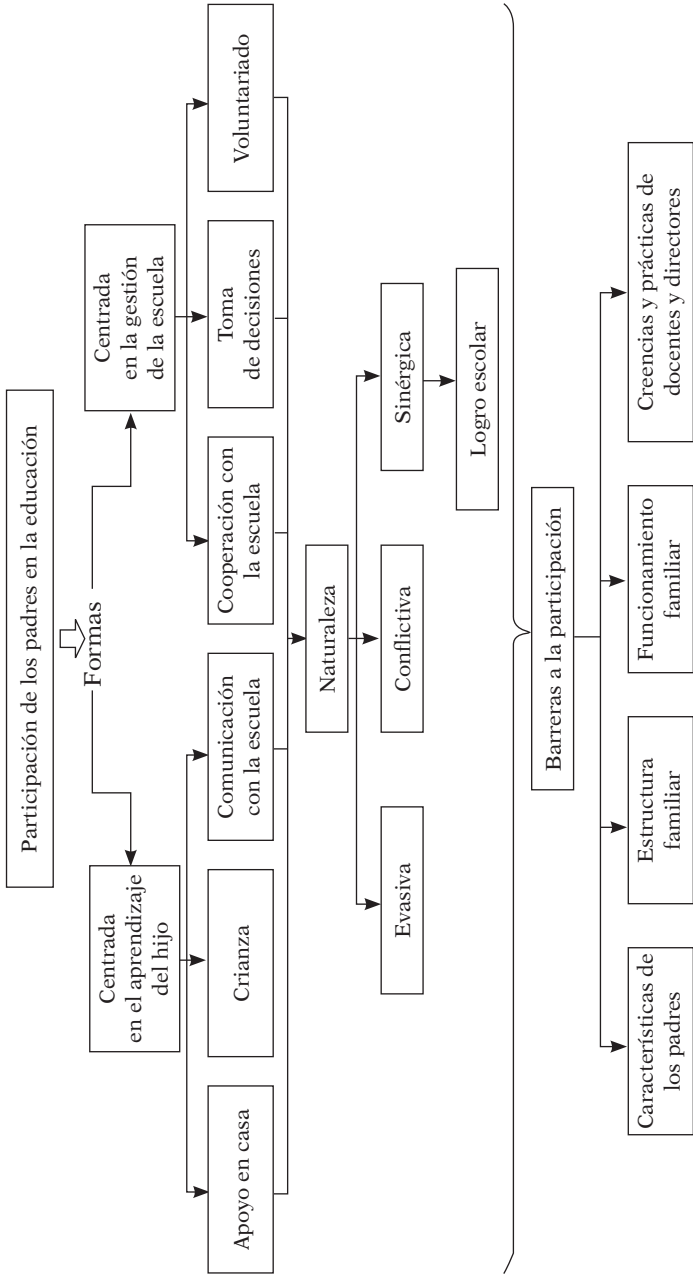 Participación de los padres en la educación
Formas
Centrada
en el aprendizaje
del hijo
Centrada
en la gestión
de la escuela
Apoyo en casa
Crianza
Comunicación
con la escuela
Cooperación con
la escuela
Toma
de decisiones
Voluntariado
Naturaleza
Evasiva
Conflictiva
Sinérgica
Logro escolar
Barreras a la participación
Características de
los padres
Estructura
familiar
Funcionamiento
familiar
Creencias y prácticas de
docentes y directores